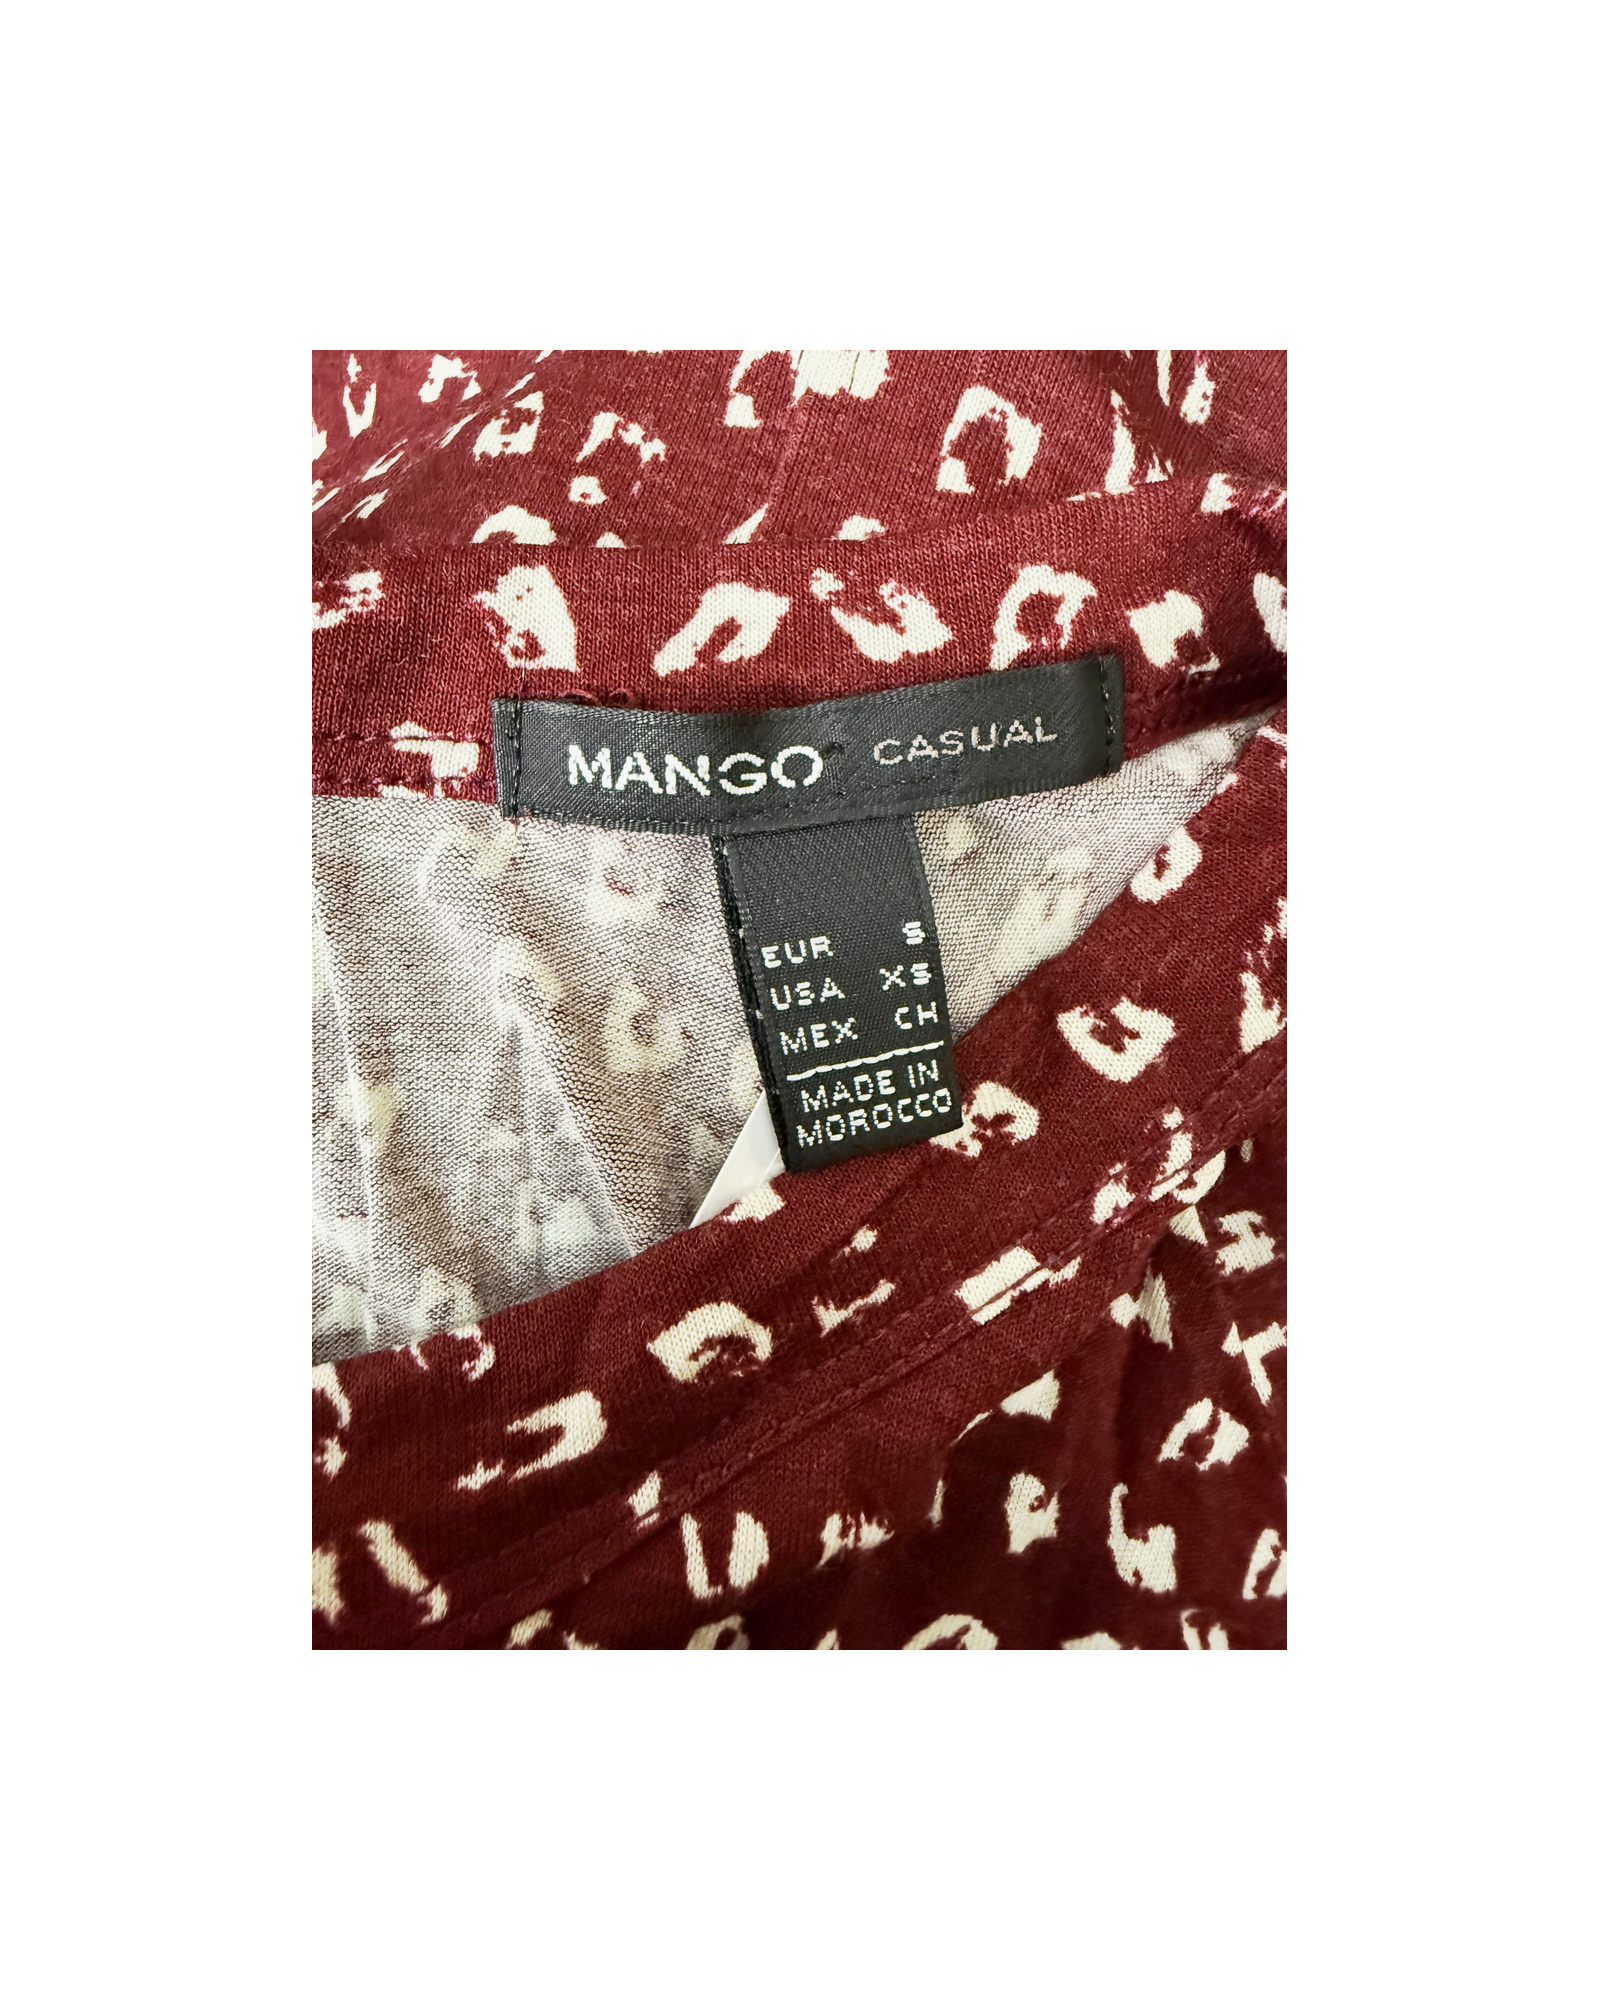 MANGO CASUAL
EUR S
USA XS
MEX CH
MADE IN
MOROCCO